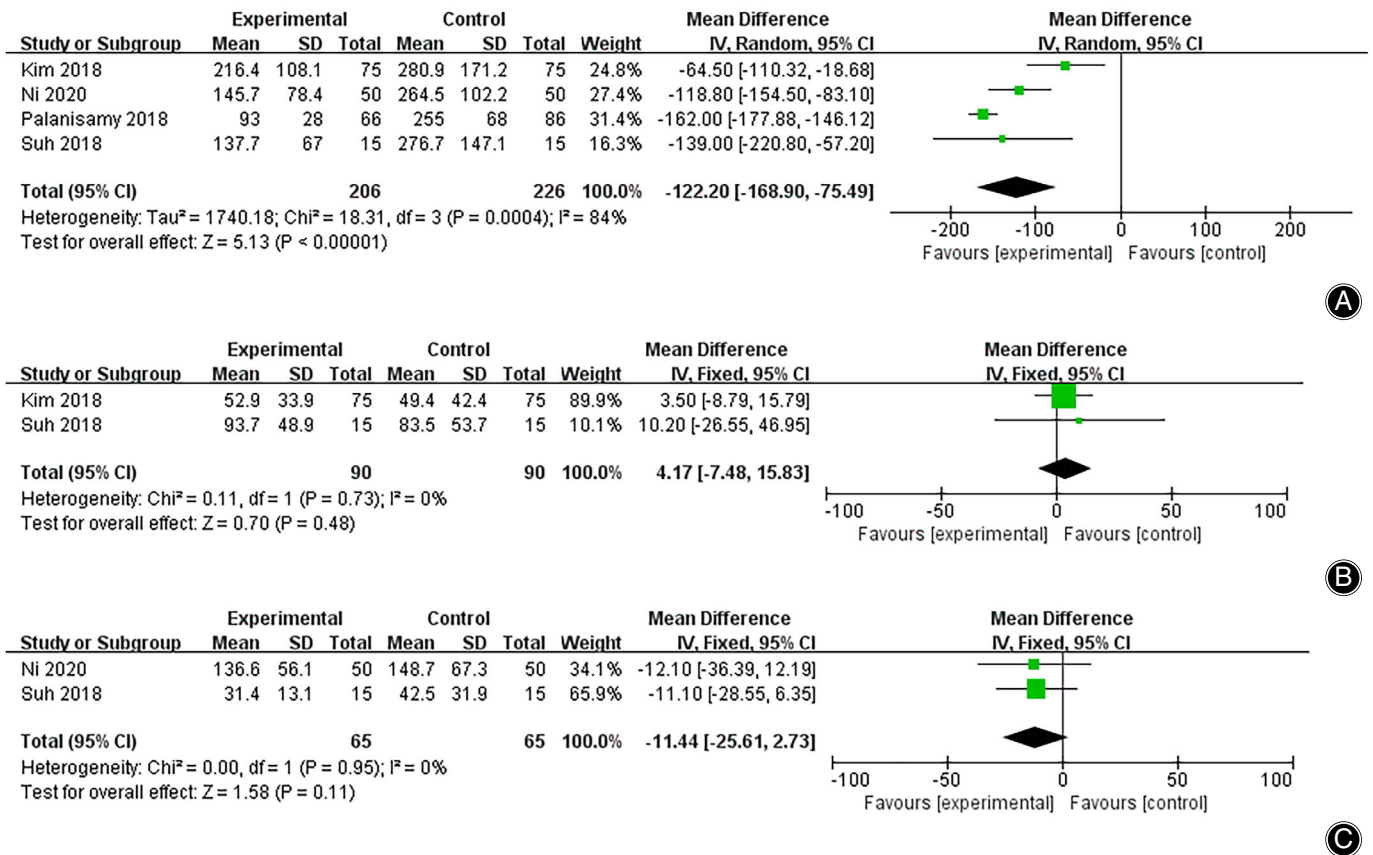 Experimental Control Mean Difference Mean Difference
Study or Subgroup Mean SD Total Mean SD Total Weight IV, Random, 95% CI IV, Random, 95% CI
Kim 2018 216.4 108.1 75 280.9 171.2 75 24.8% -64.50 [-110.32, -18.68]
Ni 2020 145.7 78.4 50 264.5 102.2 50 27.4% -118.80 [-154.50, -83.10]
Palanisamy 2018 93 28 66 255 68 86 31.4% -162.00 [-177.88, -146.12]
Suh 2018 137.7 67 15 276.7 147.1 15 16.3% -139.00 [-220.80, -57.20]
Total (95% CI) 206 226 100.0% -122.20 [-168.90, -75.49]
Heterogeneity: Tau² = 1740.18; Chi² = 18.31, df = 3 (P = 0.0004); I² = 84%
Test for overall effect: Z = 5.13 (P < 0.00001)
-200 -100 0 100 200
Favours [experimental] Favours [control]
A
Experimental Control Mean Difference Mean Difference
Study or Subgroup Mean SD Total Mean SD Total Weight IV, Fixed, 95% CI IV, Fixed, 95% CI
Kim 2018 52.9 33.9 75 49.4 42.4 75 89.9% 3.50 [-8.79, 15.79]
Suh 2018 93.7 48.9 15 83.5 53.7 15 10.1% 10.20 [-26.55, 46.95]
Total (95% CI) 90 90 100.0% 4.17 [-7.48, 15.83]
Heterogeneity: Chi² = 0.11, df = 1 (P = 0.73); I² = 0%
Test for overall effect: Z = 0.70 (P = 0.48)
-100 -50 0 50 100
Favours [experimental] Favours [control]
B
Experimental Control Mean Difference Mean Difference
Study or Subgroup Mean SD Total Mean SD Total Weight IV, Fixed, 95% CI IV, Fixed, 95% CI
Ni 2020 136.6 56.1 50 148.7 67.3 50 34.1% -12.10 [-36.39, 12.19]
Suh 2018 31.4 13.1 15 42.5 31.9 15 65.9% -11.10 [-28.55, 6.35]
Total (95% CI) 65 65 100.0% -11.44 [-25.61, 2.73]
Heterogeneity: Chi² = 0.00, df = 1 (P = 0.95); I² = 0%
Test for overall effect: Z = 1.58 (P = 0.11)
-100 -50 0 50 100
Favours [experimental] Favours [control]
C